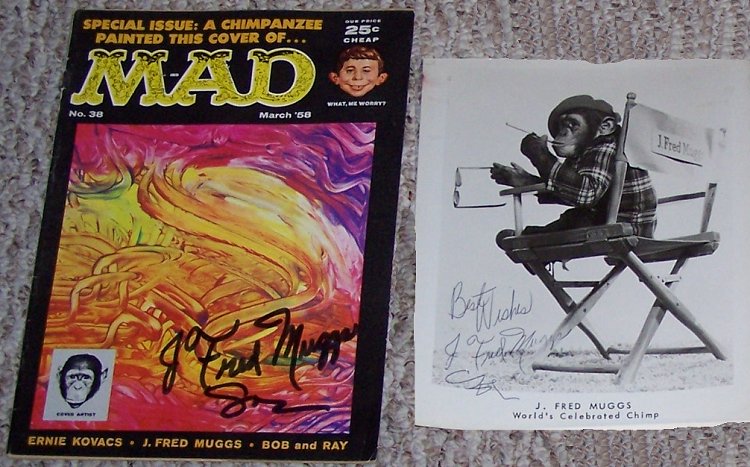 SPECIAL ISSUE: A CHIMPANZEE
PAINTED THIS COVER OF...
OUR PRICE
25c
CHEAP
MAD
WHAT, ME WORRY?
No. 38
March '58
J. Fred Muggs
COVER ARTIST
ERNIE KOVACS • J. FRED MUGGS • BOB and RAY
J. Fred Muggs
Best
Wishes
J. Fred Muggs
J. FRED MUGGS
World's Celebrated Chimp